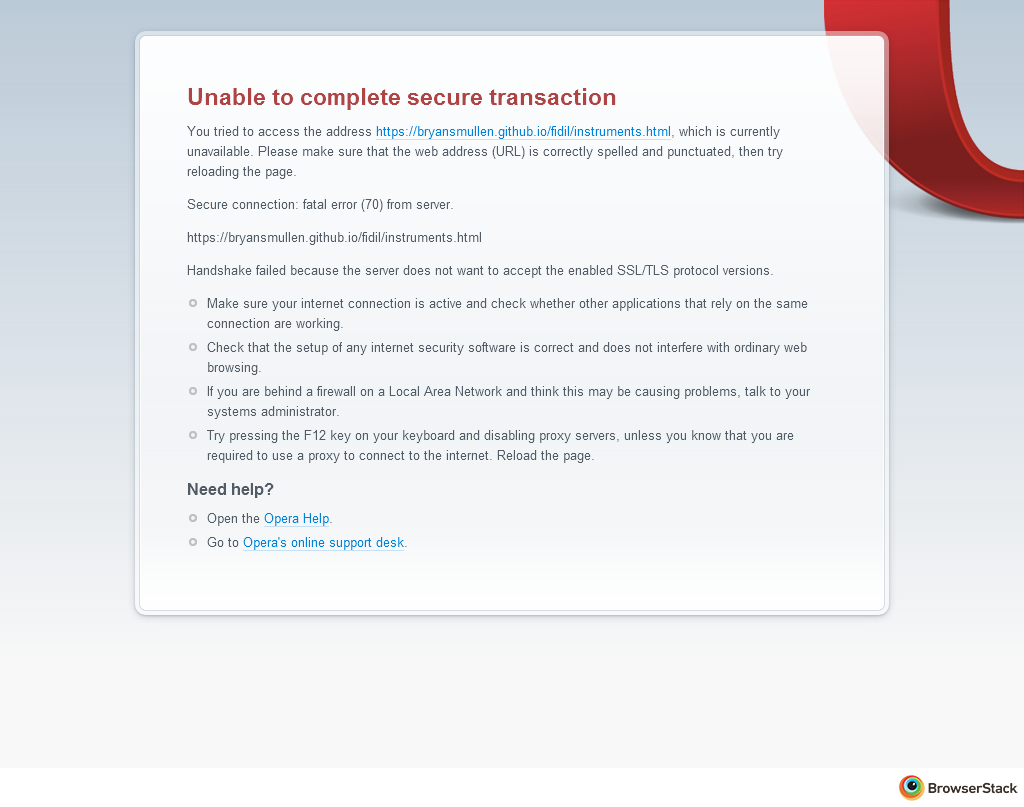 Unable to complete secure transaction
You tried to access the address https://bryansmullen.github.io/fidil/instruments.html, which is currently
unavailable. Please make sure that the web address (URL) is correctly spelled and punctuated, then try
reloading the page.
Secure connection: fatal error (70) from server.
https://bryansmullen.github.io/fidil/instruments.html
Handshake failed because the server does not want to accept the enabled SSL/TLS protocol versions.
Make sure your internet connection is active and check whether other applications that rely on the same
connection are working.
Check that the setup of any internet security software is correct and does not interfere with ordinary web
browsing.
If you are behind a firewall on a Local Area Network and think this may be causing problems, talk to your
systems administrator.
Try pressing the F12 key on your keyboard and disabling proxy servers, unless you know that you are
required to use a proxy to connect to the internet. Reload the page.
Need help?
Open the Opera Help.
Go to Opera's online support desk.
BrowserStack